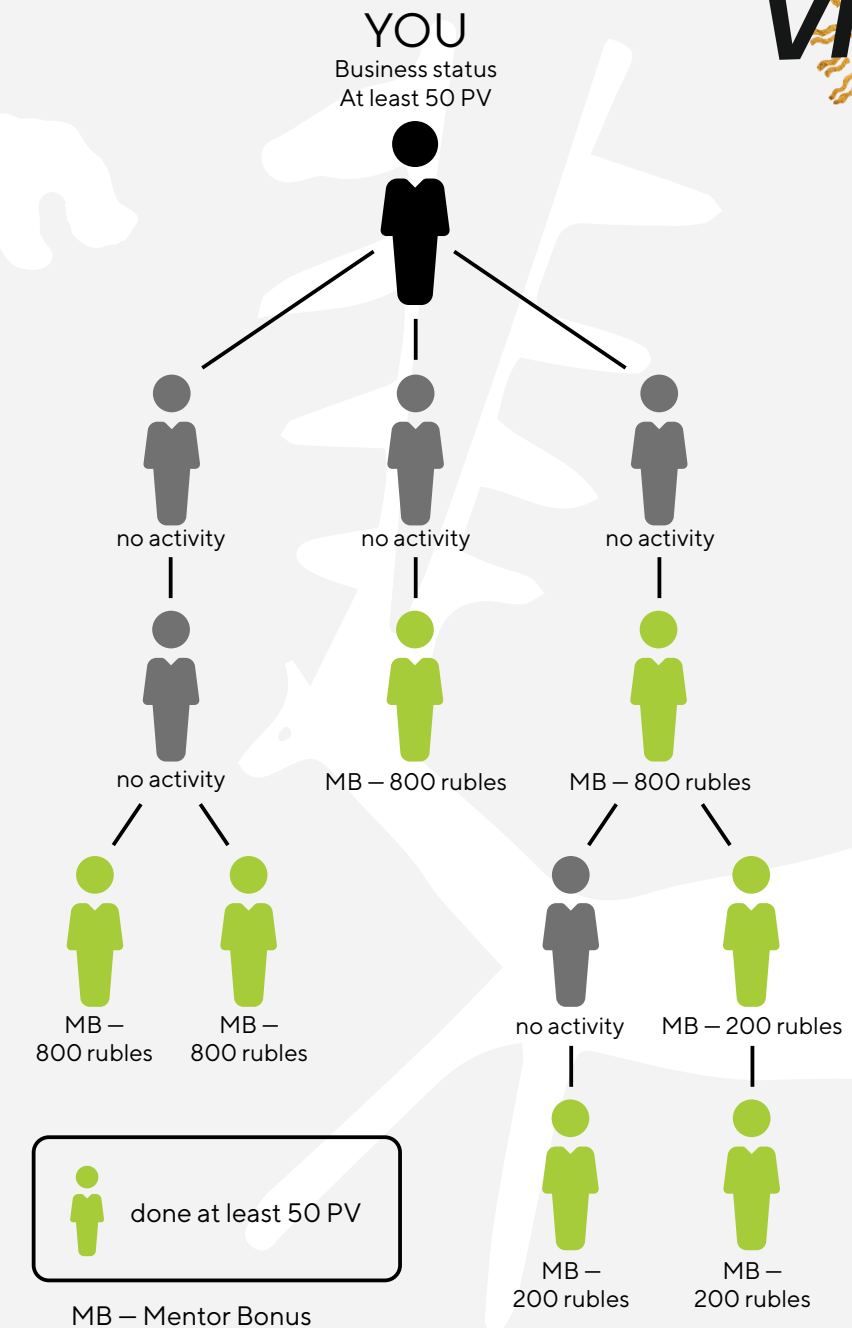 YOU
Business status
At least 50 PV
no activity
no activity
no activity
no activity
MB – 800 rubles
MB – 800 rubles
MB –
800 rubles
MB –
800 rubles
no activity
MB – 200 rubles
done at least 50 PV
MB –
200 rubles
MB –
200 rubles
MB – Mentor Bonus